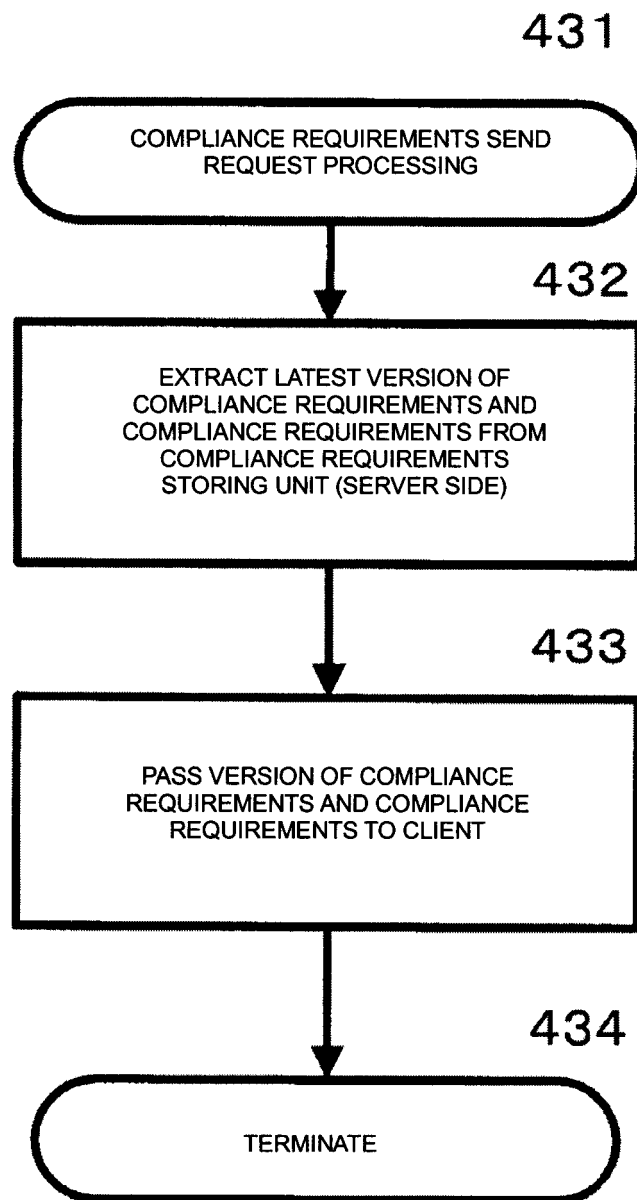 431
COMPLIANCE REQUIREMENTS SEND
REQUEST PROCESSING
432
EXTRACT LATEST VERSION OF
COMPLIANCE REQUIREMENTS AND
COMPLIANCE REQUIREMENTS FROM
COMPLIANCE REQUIREMENTS
STORING UNIT (SERVER SIDE)
433
PASS VERSION OF COMPLIANCE
REQUIREMENTS AND COMPLIANCE
REQUIREMENTS TO CLIENT
434
TERMINATE